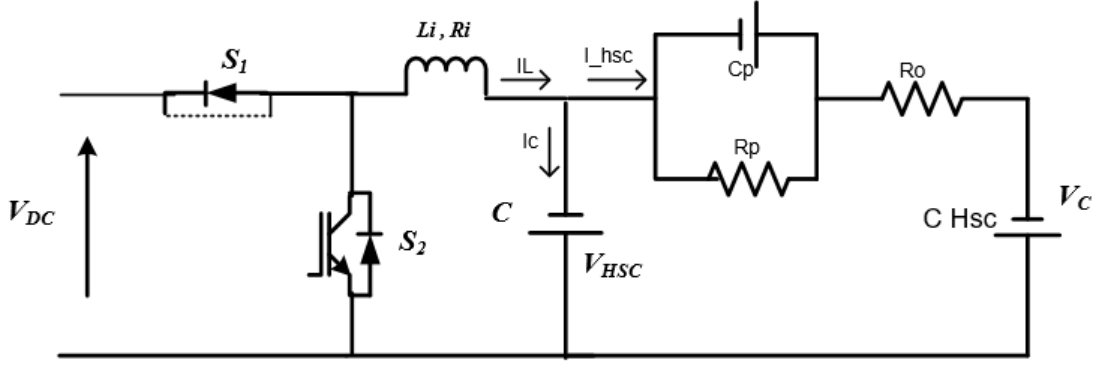 Li , Ri
S1
IL
I_hsc
Cp
Ro
Ic
Rp
VDC
S2
C
VHSC
C Hsc
VC